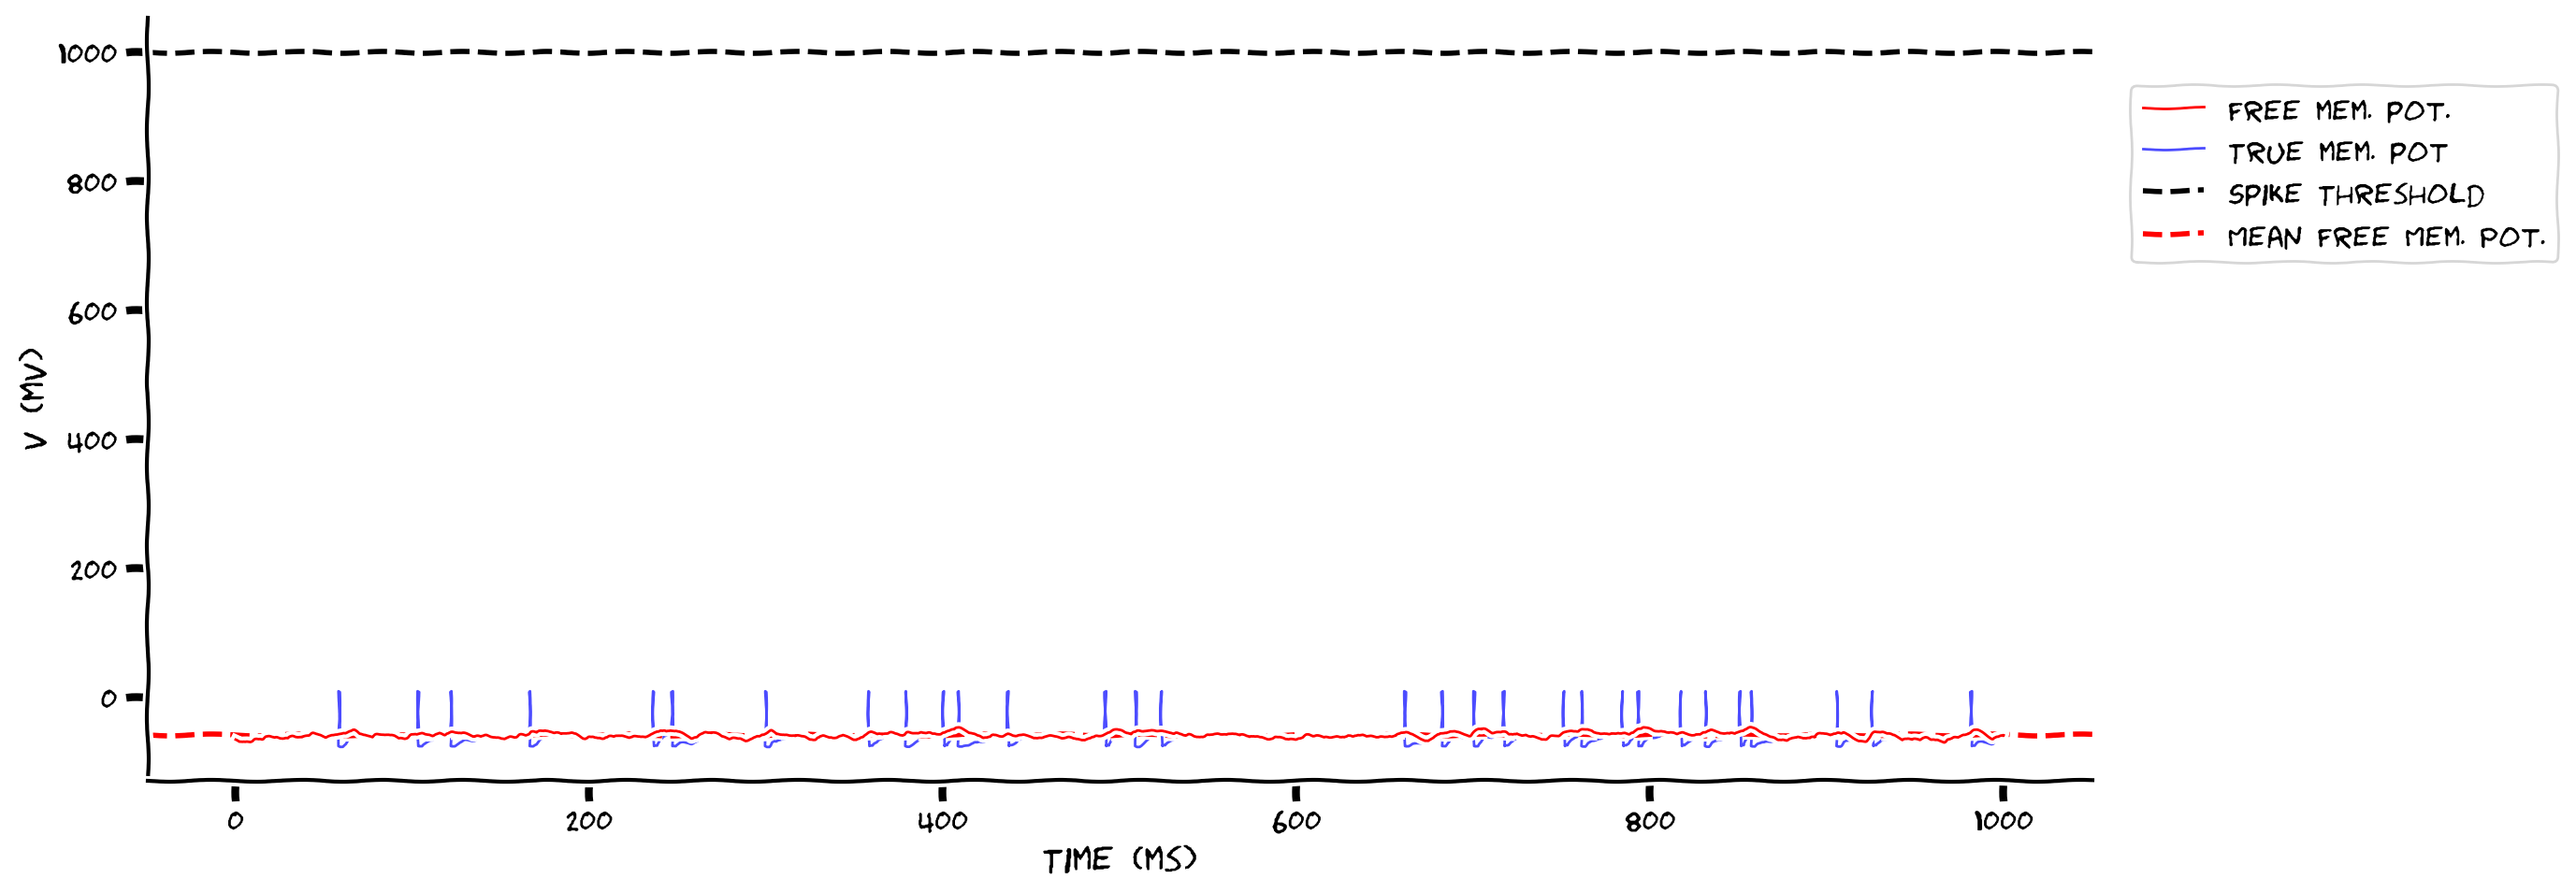 1000
800
600
400
200
0
V (MV)
0 200 400 600 800 1000
TIME (MS)
FREE MEM. POT.
TRUE MEM. POT
SPIKE THRESHOLD
MEAN FREE MEM. POT.